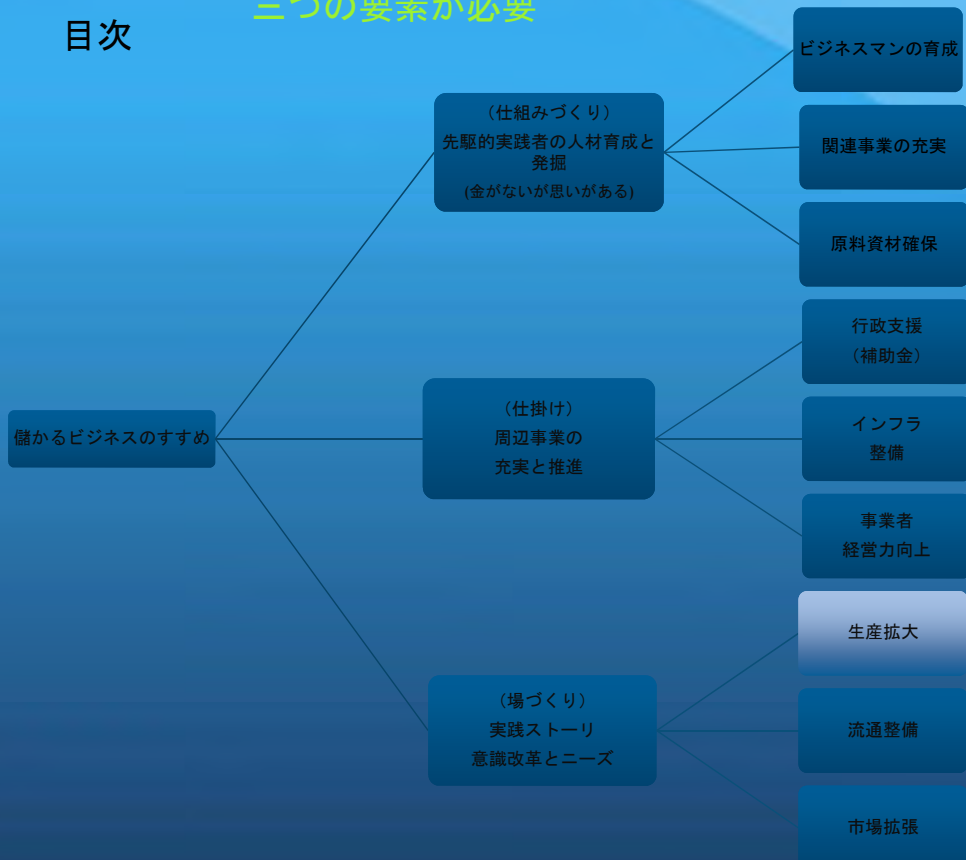 三つの要素が必要
目次
儲かるビジネスのすすめ
（仕組みづくり）
先駆的実践者の人材育成と
発掘
(金がないが思いがある)
ビジネスマンの育成
関連事業の充実
原料資材確保
（仕掛け）
周辺事業の
充実と推進
行政支援
（補助金）
インフラ
整備
事業者
経営力向上
（場づくり）
実践ストーリ
意識改革とニーズ
生産拡大
流通整備
市場拡張